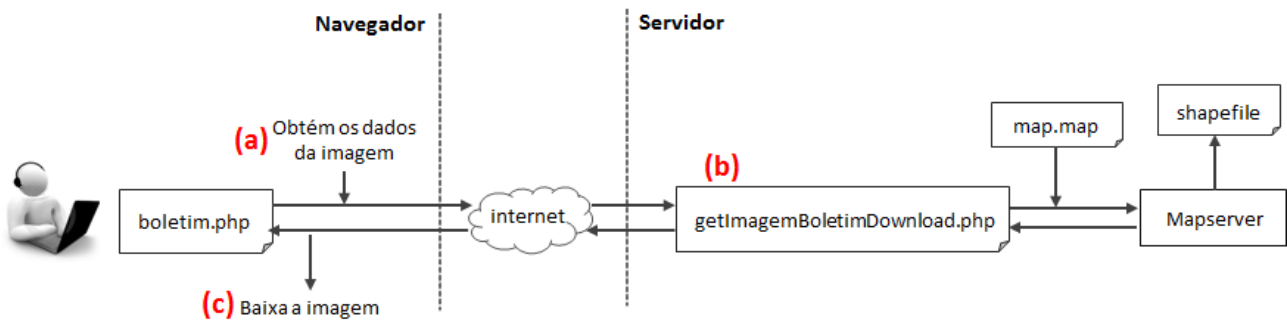 Navegador
Servidor
(a) Obtém os dados
da imagem
(b)
map.map
shapefile
boletim.php
internet
getImagemBoletimDownload.php
Mapserver
(c) Baixa a imagem